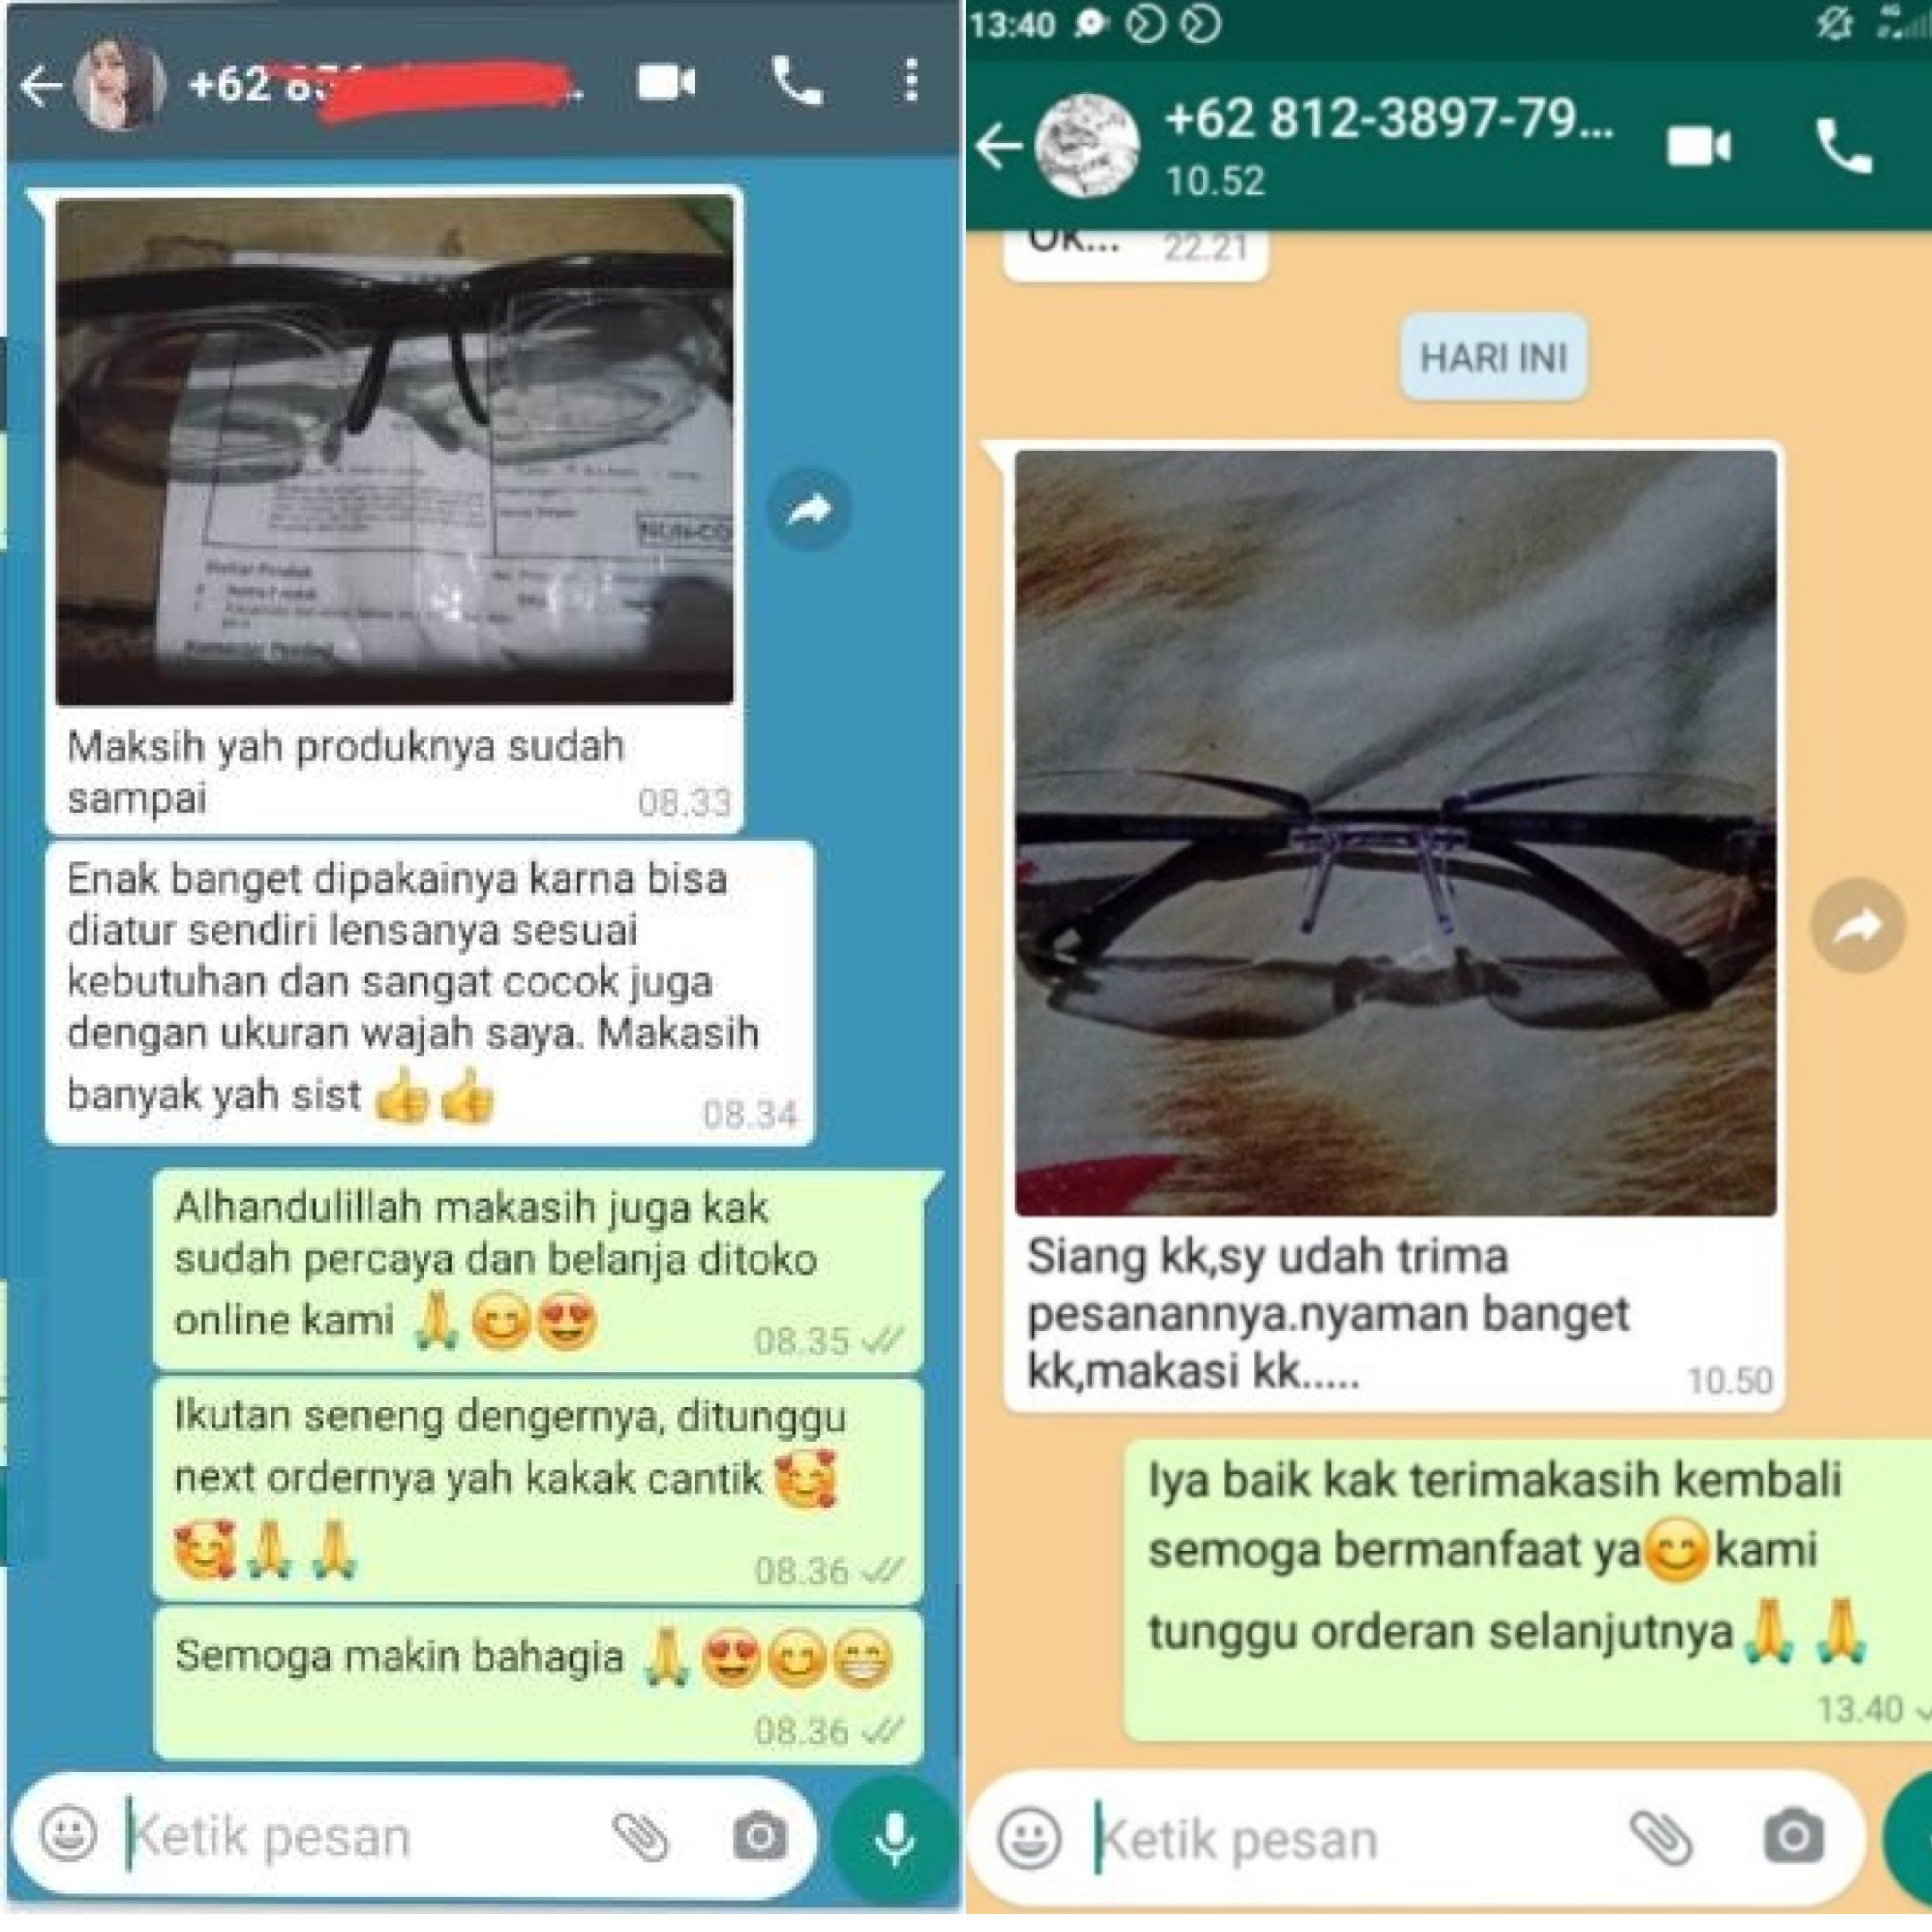 +62 8
Maksih yah produknya sudah
sampai
08.33
Enak banget dipakainya karna bisa
diatur sendiri lensanya sesuai
kebutuhan dan sangat cocok juga
dengan ukuran wajah saya. Makasih
banyak yah sist 👍👍
08.34
Alhandulillah makasih juga kak
sudah percaya dan belanja ditoko
online kami 🙏😊😍
08.35
Ikutan seneng dengernya, ditunggu
next ordernya yah kakak cantik 🥰
🥰🙏🙏
08.36
Semoga makin bahagia 🙏😍😊😁
08.36
Ketik pesan
13:40
4G
+62 812-3897-79...
10.52
Ok... 22.21
HARI INI
Siang kk,sy udah trima
pesanannya.nyaman banget
kk,makasi kk.....
10.50
Iya baik kak terimakasih kembali
semoga bermanfaat ya😊kami
tunggu orderan selanjutnya🙏🙏
13.40
Ketik pesan